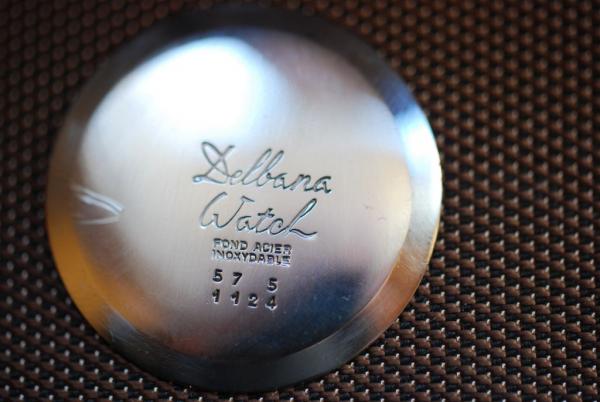 Delbana
Watch
FOND ACIER
INOXYDABLE
57 5
1124